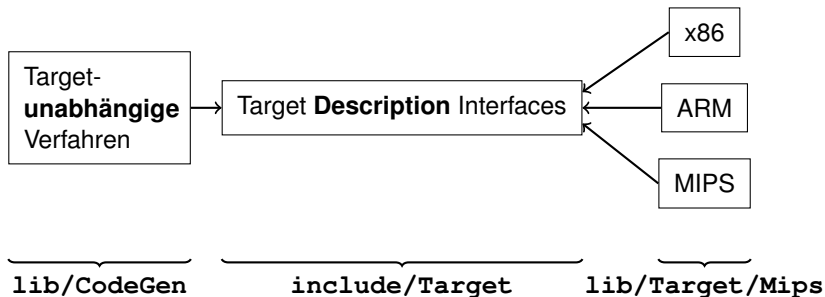 Target-
unabhängige
Verfahren
Target Description Interfaces
x86
ARM
MIPS
lib/CodeGen
include/Target
lib/Target/Mips